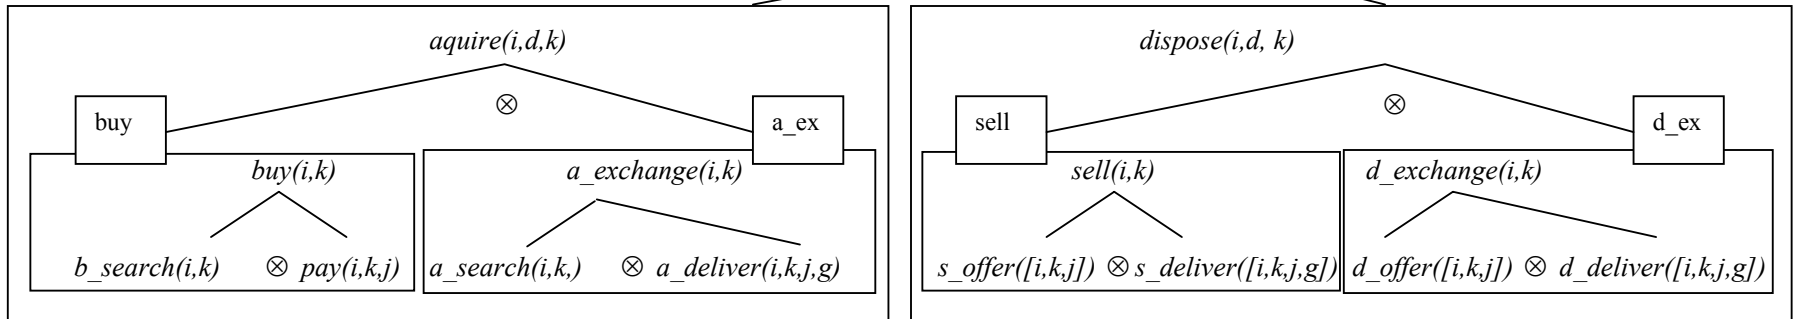 aquire(i,d,k) dispose(i,d, k)
⊗ ⊗
buy a_ex sell d_ex
buy(i,k) a_exchange(i,k) sell(i,k) d_exchange(i,k)
b_search(i,k) ⊗ pay(i,k,j) a_search(i,k,) ⊗ a_deliver(i,k,j,g) s_offer([i,k,j]) ⊗ s_deliver([i,k,j,g]) d_offer([i,k,j]) ⊗ d_deliver([i,k,j,g])